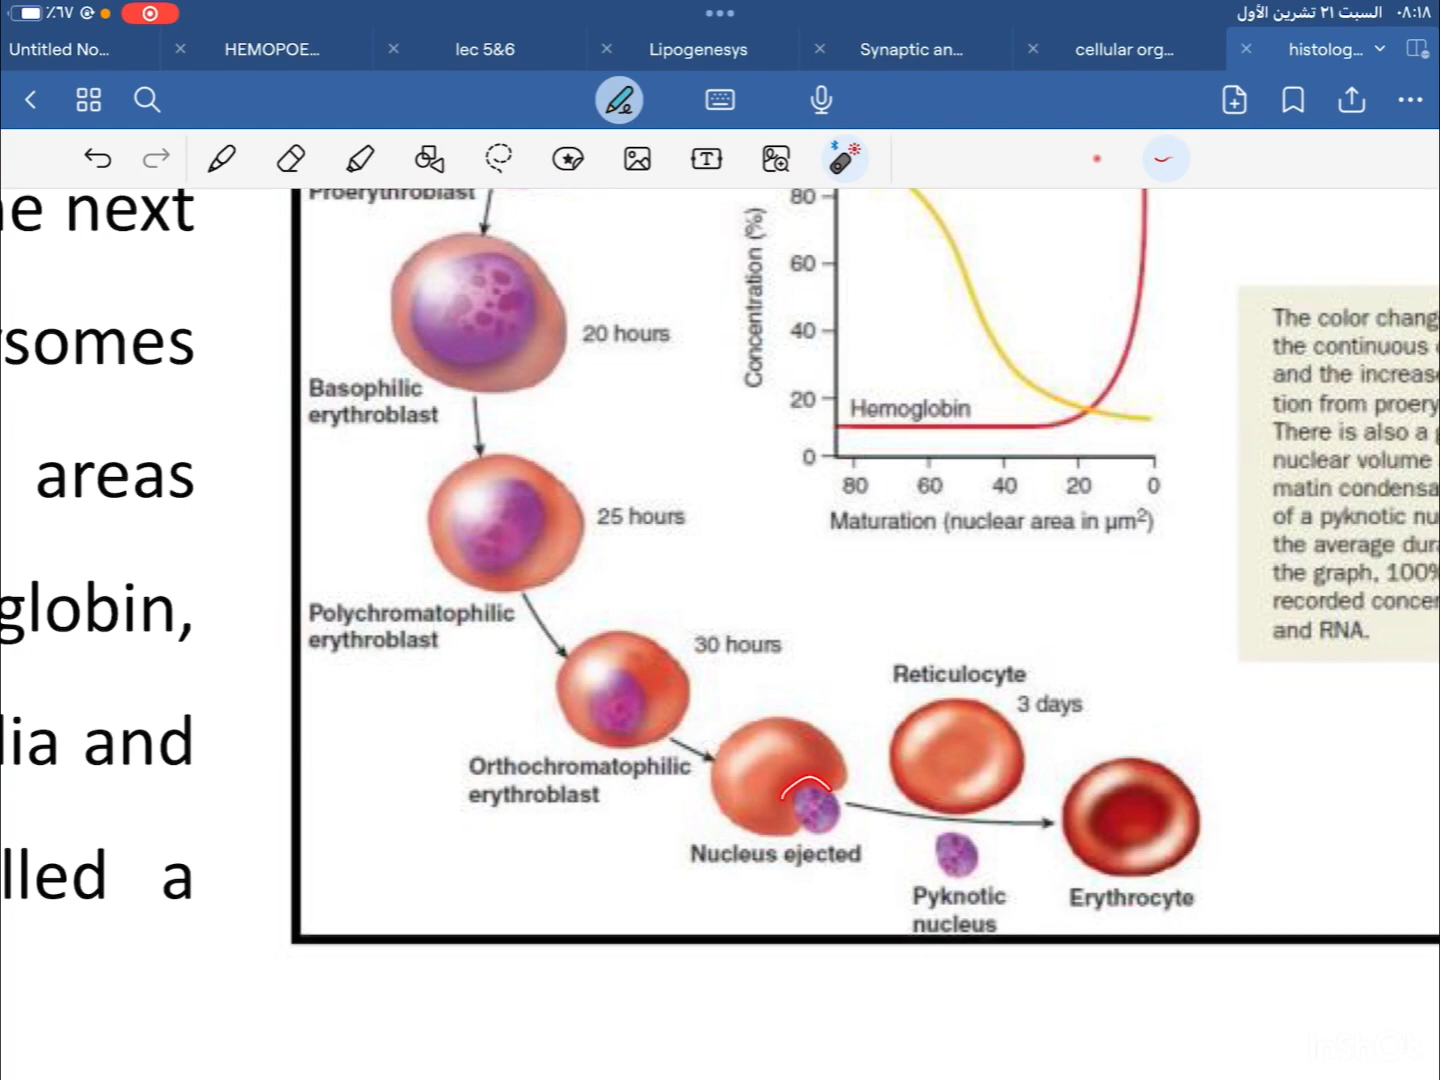 ٪٦٧
السبت ٢١ تشرين الأول ٠٨:١٨
Untitled No...
HEMOPOE...
lec 5&6
Lipogenesys
Synaptic an...
cellular org...
histolog...
next
somes
areas
globin,
and
a
Proerythroblast
20 hours
Basophilic
erythroblast
25 hours
Polychromatophilic
erythroblast
30 hours
Orthochromatophilic
erythroblast
Nucleus ejected
Reticulocyte
3 days
Pyknotic
nucleus
Erythrocyte
Concentration (%)
80
60
40
20
0
Hemoglobin
80 60 40 20 0
Maturation (nuclear area in µm²)
The color chang
the continuous
and the increas
tion from proery
There is also a
nuclear volume
matin condensa
of a pyknotic nu
the average dur
the graph, 100%
recorded concer
and RNA.
InShOt